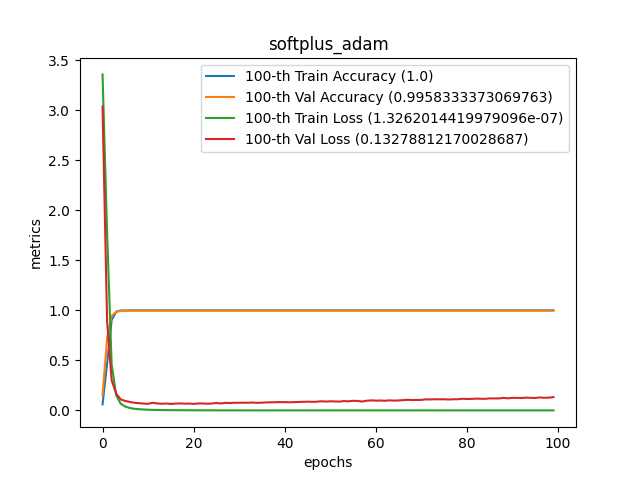 softplus_adam
100-th Train Accuracy (1.0)
100-th Val Accuracy (0.9958333373069763)
100-th Train Loss (1.3262014419979096e-07)
100-th Val Loss (0.13278812170028687)
3.5
3.0
2.5
2.0
1.5
1.0
0.5
0.0
metrics
0 20 40 60 80 100
epochs